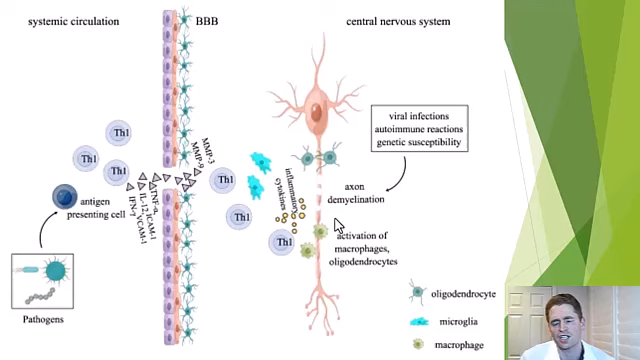 systemic circulation
BBB
central nervous system
viral infections
autoimmune reactions
genetic susceptibility
Th1
Th1
Th1
MMP-3
MMP-9
Th1
Th1
Th1
antigen
presenting cell
TNF-α,
IL-12, ICAM-1
IFN-γ, VCAM-1
inflammatory
cytokines
axon
demyelination
activation of
macrophages,
oligodendrocytes
Pathogens
oligodendrocyte
microglia
macrophage